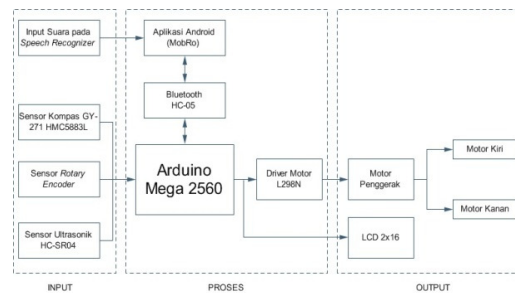 Input Suara pada
Speech Recognizer
Aplikasi Android
(MobRo)
Bluetooth
HC-05
Sensor Kompas GY-
271 HMC5883L
Sensor Rotary
Encoder
Sensor Ultrasonik
HC-SR04
Arduino
Mega 2560
Driver Motor
L298N
Motor
Penggerak
Motor Kiri
Motor Kanan
LCD 2x16
INPUT
PROSES
OUTPUT